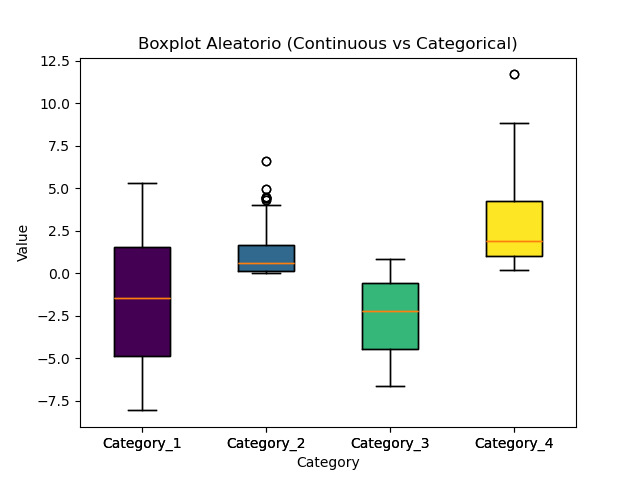 Boxplot Aleatorio (Continuous vs Categorical)
12.5
10.0
7.5
5.0
2.5
0.0
−2.5
−5.0
−7.5
Value
Category_1 Category_2 Category_3 Category_4
Category